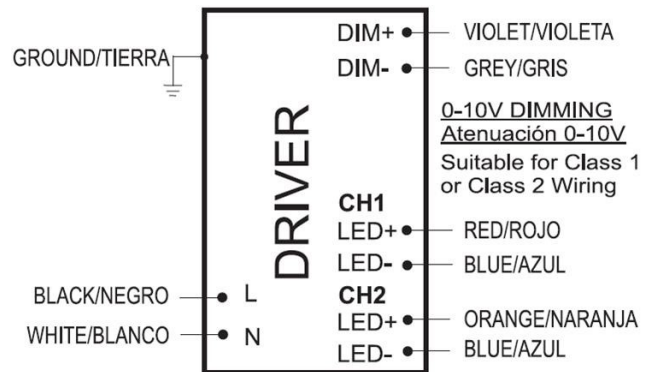 GROUND/TIERRA
DRIVER
DIM+
VIOLET/VIOLETA
DIM-
GREY/GRIS
0-10V DIMMING
Atenuación 0-10V
Suitable for Class 1
or Class 2 Wiring
CH1
LED+
RED/ROJO
LED-
BLUE/AZUL
BLACK/NEGRO
L
CH2
LED+
ORANGE/NARANJA
WHITE/BLANCO
N
LED-
BLUE/AZUL